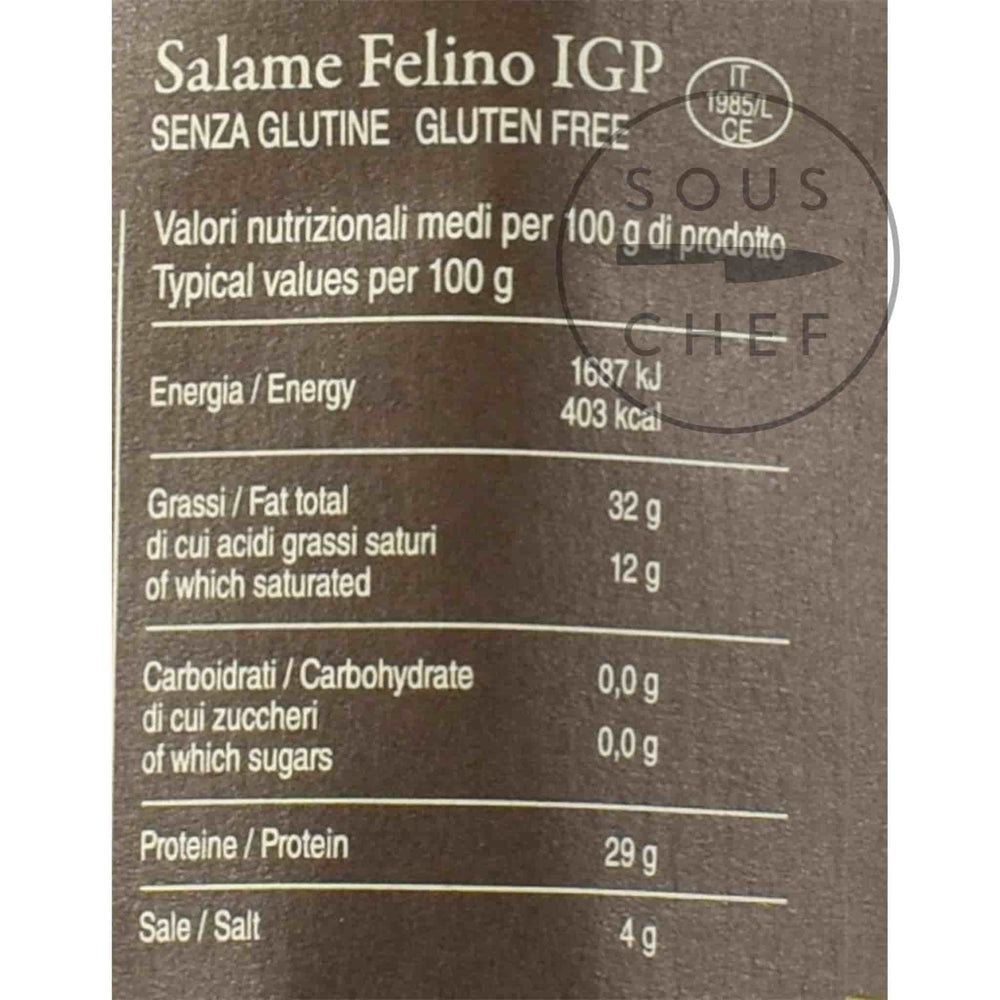 Salame Felino IGP
IT
1985/L
CE
SENZA GLUTINE GLUTEN FREE
SOUS
CHEF
Valori nutrizionali medi per 100 g di prodotto
Typical values per 100 g
Energia / Energy 1687 kJ
403 kcal
Grassi / Fat total 32 g
di cui acidi grassi saturi
of which saturated 12 g
Carboidrati / Carbohydrate 0,0 g
di cui zuccheri
of which sugars 0,0 g
Proteine / Protein 29 g
Sale / Salt 4 g